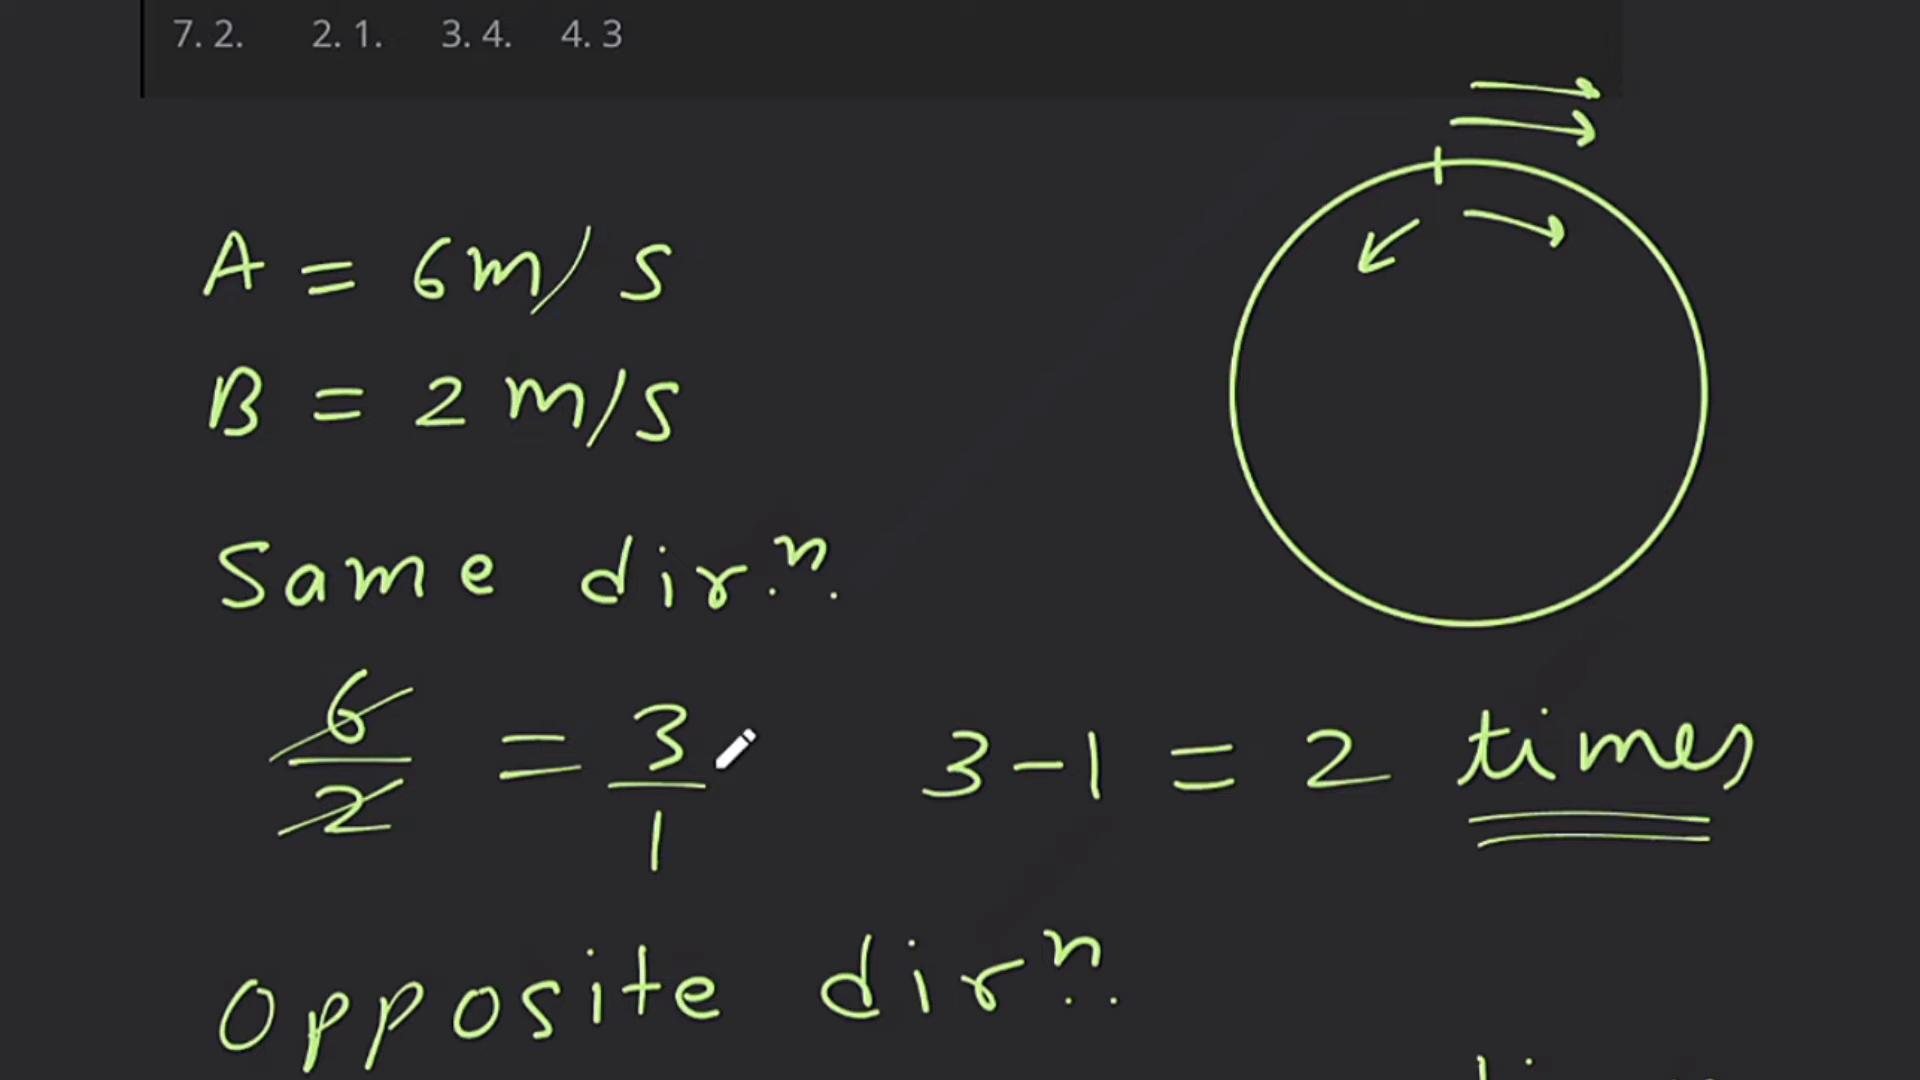 7. 2. 2. 1. 3. 4. 4. 3
A = 6m/s
B = 2 m/s
Same dirⁿ.
6/2 = 3/1 3-1 = 2 times
Opposite dirⁿ.